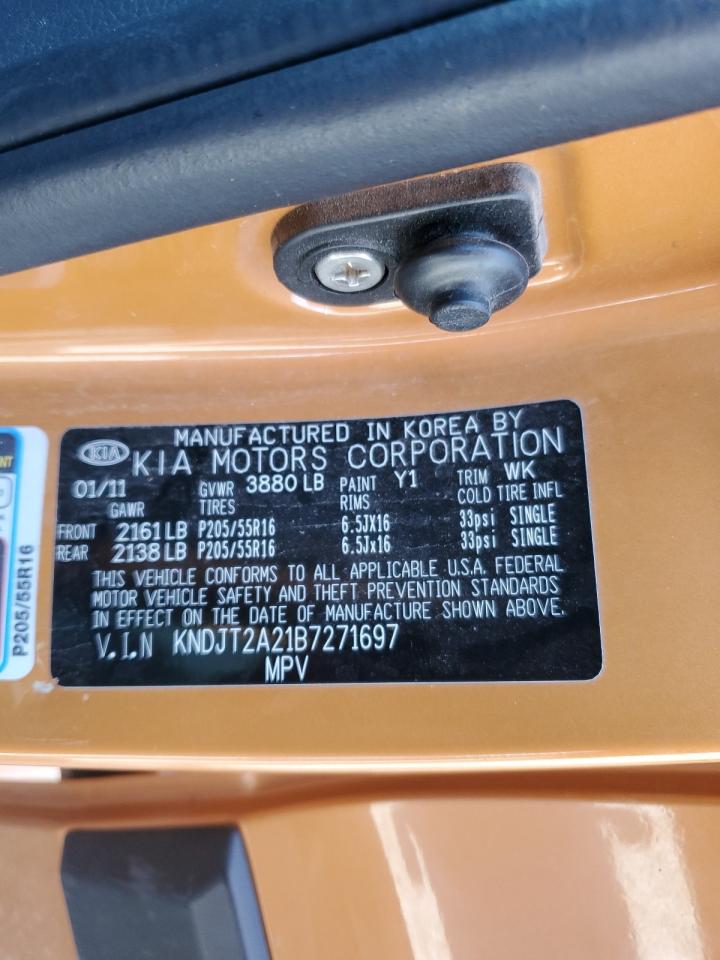 MANUFACTURED IN KOREA BY
KIA KIA MOTORS CORPORATION
01/11 GVWR 3880 LB PAINT Y1 TRIM WK
GAWR TIRES RIMS COLD TIRE INFL
FRONT 2161 LB P205/55R16 6.5JX16 33psi SINGLE
REAR 2138 LB P205/55R16 6.5Jx16 33psi SINGLE
THIS VEHICLE CONFORMS TO ALL APPLICABLE U.S.A. FEDERAL
MOTOR VEHICLE SAFETY AND THEFT PREVENTION STANDARDS
IN EFFECT ON THE DATE OF MANUFACTURE SHOWN ABOVE.
V.I.N KNDJT2A21B7271697
MPV
P205/55R16